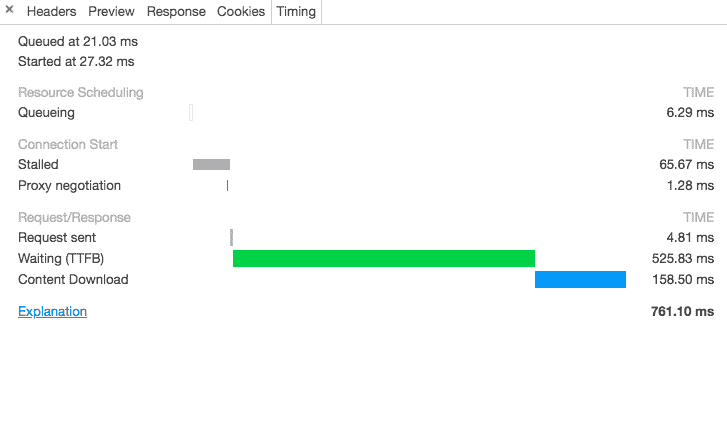 × Headers Preview Response Cookies Timing
Queued at 21.03 ms
Started at 27.32 ms
Resource Scheduling TIME
Queueing 6.29 ms
Connection Start TIME
Stalled 65.67 ms
Proxy negotiation 1.28 ms
Request/Response TIME
Request sent 4.81 ms
Waiting (TTFB) 525.83 ms
Content Download 158.50 ms
Explanation 761.10 ms